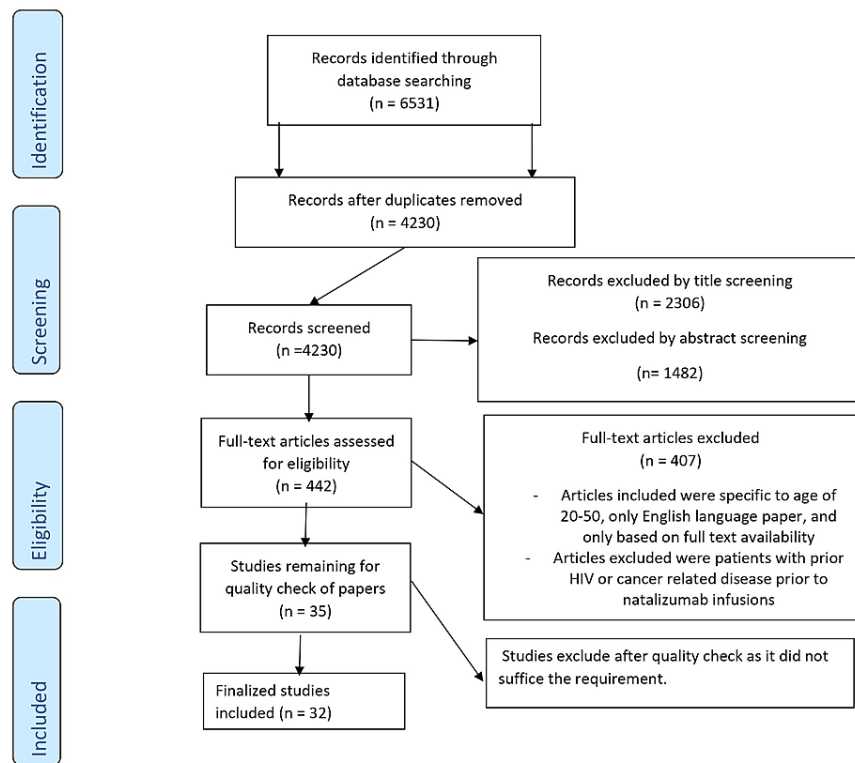 Identification
Records identified through
database searching
(n = 6531)
Records after duplicates removed
(n = 4230)
Screening
Records screened
(n =4230)
Records excluded by title screening
(n = 2306)
Records excluded by abstract screening
(n= 1482)
Eligibility
Full-text articles assessed
for eligibility
(n = 442)
Full-text articles excluded
(n = 407)
- Articles included were specific to age of
20-50, only English language paper, and
only based on full text availability
- Articles excluded were patients with prior
HIV or cancer related disease prior to
natalizumab infusions
Studies remaining for
quality check of papers
(n = 35)
Included
Studies exclude after quality check as it did not
suffice the requirement.
Finalized studies
included (n = 32)